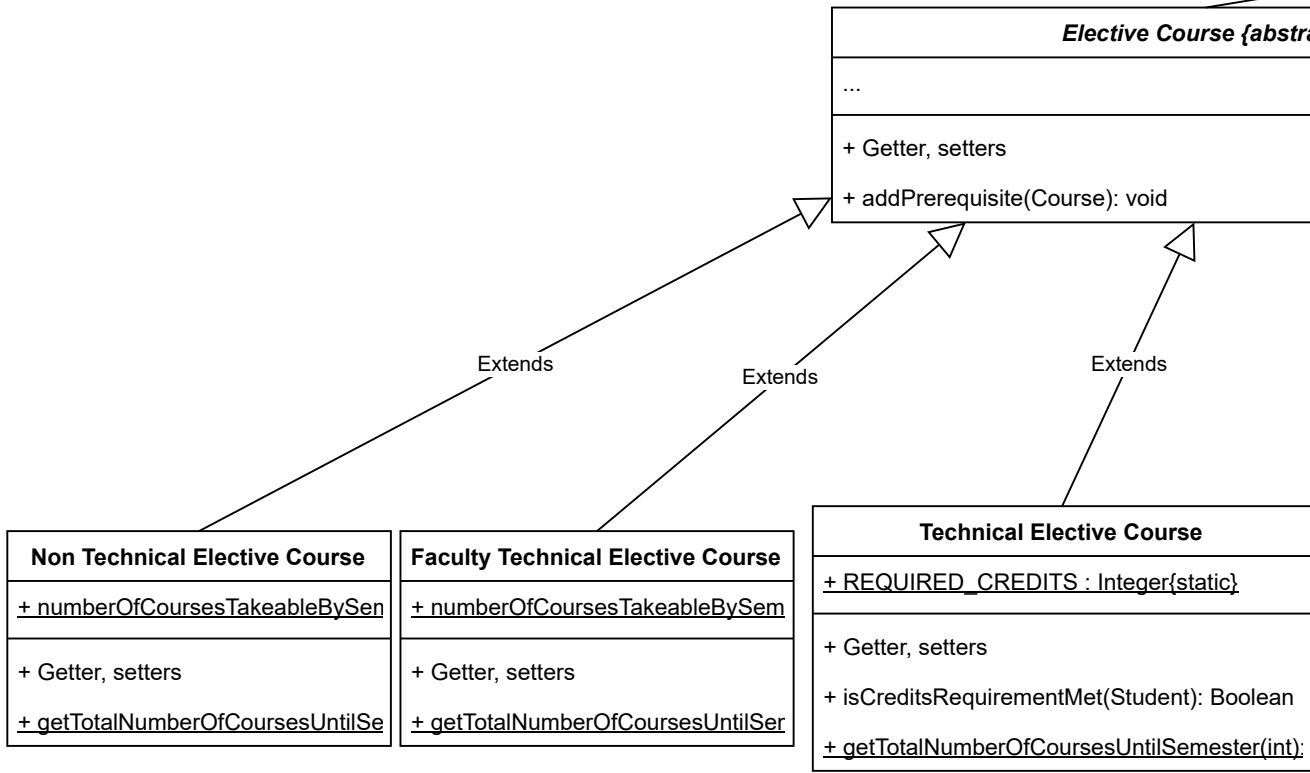 Elective Course {abstra
...
+ Getter, setters
+ addPrerequisite(Course): void
Extends
Extends
Extends
Non Technical Elective Course
+ numberOfCoursesTakeableBySem
+ Getter, setters
+ getTotalNumberOfCoursesUntilSe
Faculty Technical Elective Course
+ numberOfCoursesTakeableBySem
+ Getter, setters
+ getTotalNumberOfCoursesUntilSer
Technical Elective Course
+ REQUIRED_CREDITS : Integer{static}
+ Getter, setters
+ isCreditsRequirementMet(Student): Boolean
+ getTotalNumberOfCoursesUntilSemester(int):